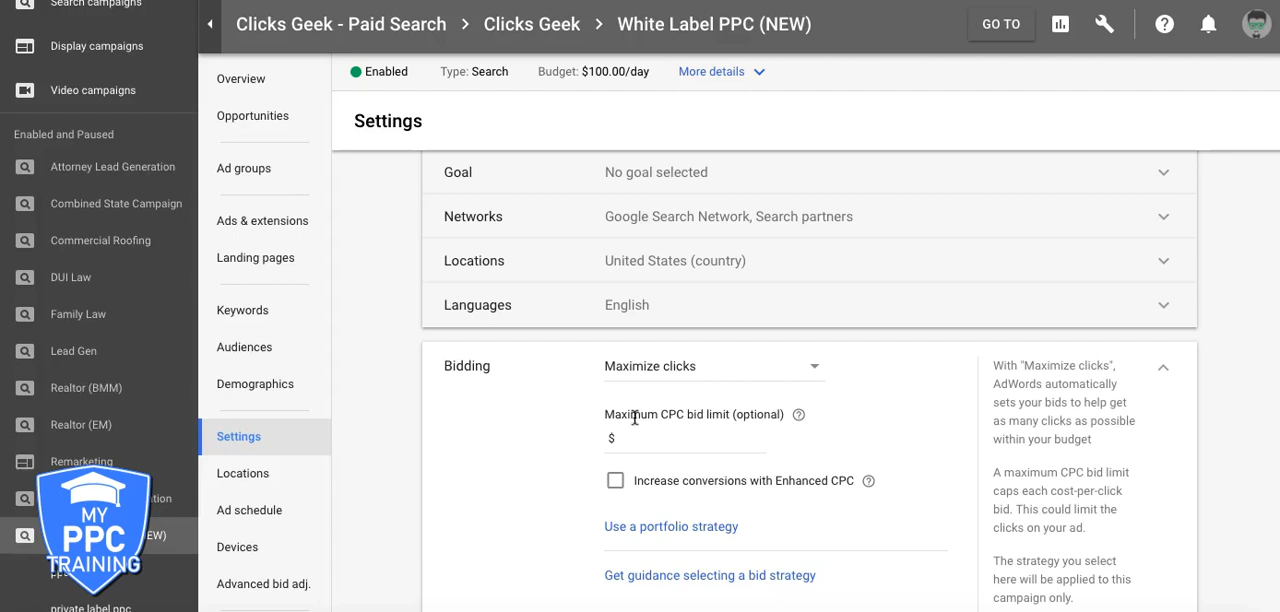 Search campaigns
Display campaigns
Video campaigns
Enabled and Paused
Attorney Lead Generation
Combined State Campaign
Commercial Roofing
DUI Law
Family Law
Lead Gen
Realtor (BMM)
Realtor (EM)
Remarketing
EW)
private label ppc
MY
PPC
TRAINING
Clicks Geek - Paid Search > Clicks Geek > White Label PPC (NEW)
GO TO
Overview
Opportunities
Ad groups
Ads & extensions
Landing pages
Keywords
Audiences
Demographics
Settings
Locations
Ad schedule
Devices
Advanced bid adj.
Enabled Type: Search Budget: $100.00/day More details
Settings
Goal No goal selected
Networks Google Search Network, Search partners
Locations United States (country)
Languages English
Bidding Maximize clicks
Maximum CPC bid limit (optional)
$
Increase conversions with Enhanced CPC
Use a portfolio strategy
Get guidance selecting a bid strategy
With "Maximize clicks",
AdWords automatically
sets your bids to help get
as many clicks as possible
within your budget
A maximum CPC bid limit
caps each cost-per-click
bid. This could limit the
clicks on your ad.
The strategy you select
here will be applied to this
campaign only.